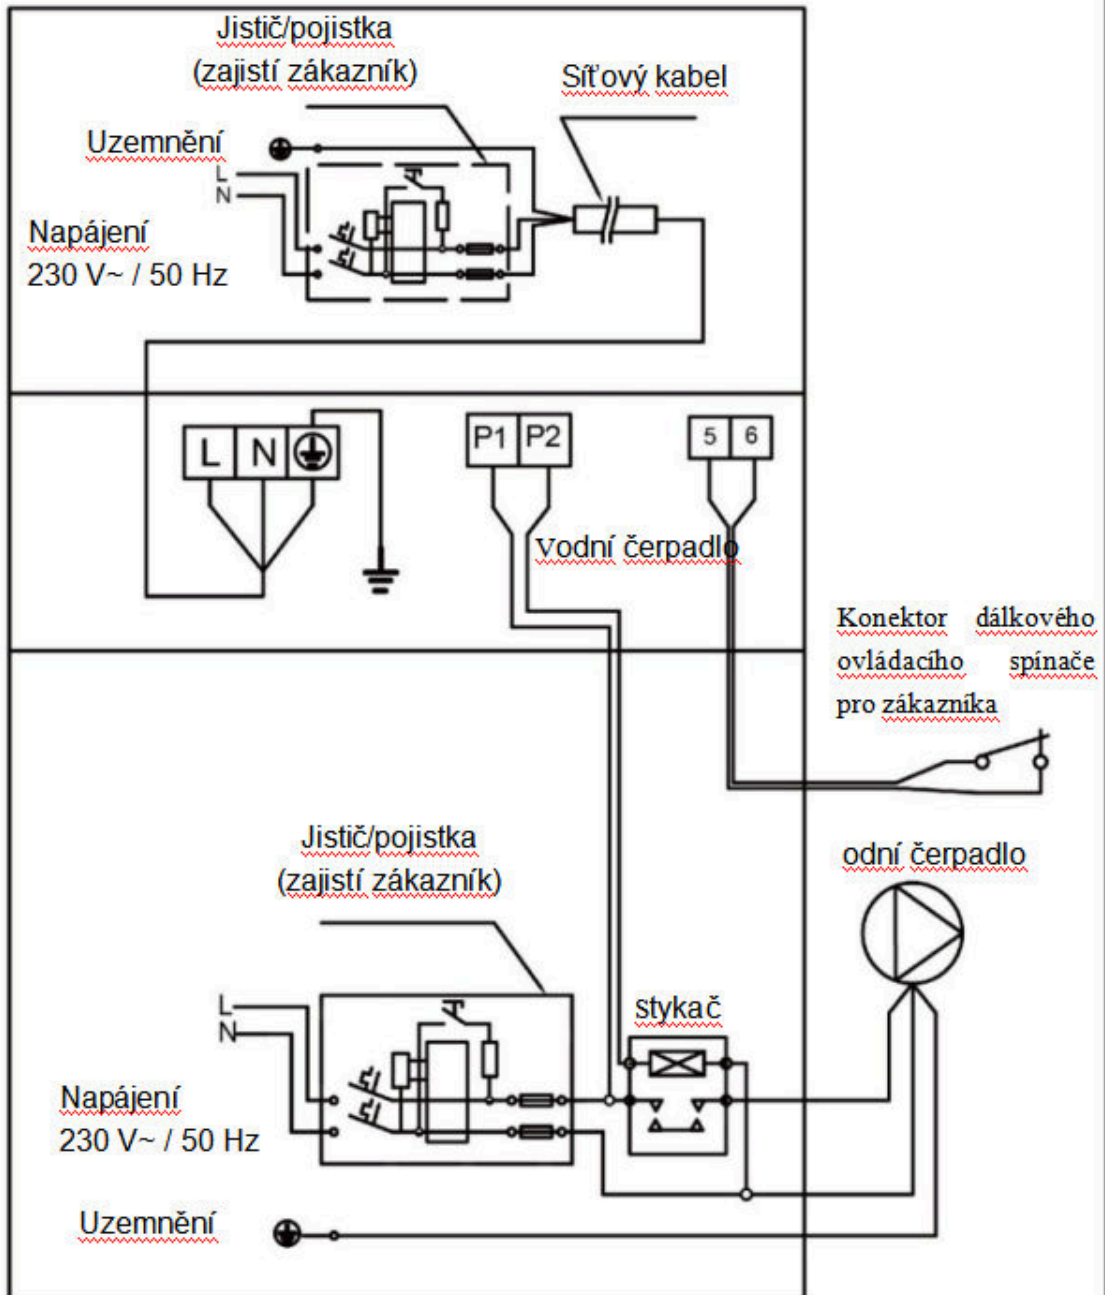 Jistič/pojistka
(zajistí zákazník)
Síťový kabel
Uzemnění
L
N
Napájení
230 V~ / 50 Hz
L N
P1 P2
5 6
Vodní čerpadlo
Konektor dálkového
ovládacího spínače
pro zákazníka
Jistič/pojistka
(zajistí zákazník)
odní čerpadlo
L
N
stykač
Napájení
230 V~ / 50 Hz
Uzemnění